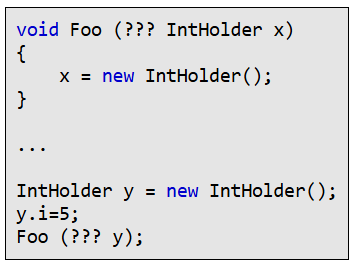 void Foo (??? IntHolder x)
{
    x = new IntHolder();
}
...
IntHolder y = new IntHolder();
y.i=5;
Foo (??? y);